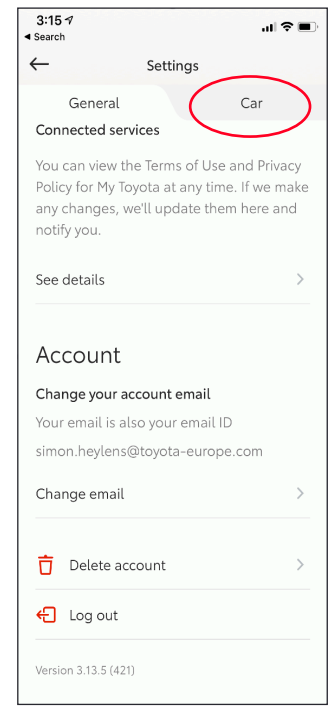 3:15
Search
Settings
General
Car
Connected services
You can view the Terms of Use and Privacy
Policy for My Toyota at any time. If we make
any changes, we'll update them here and
notify you.
See details
Account
Change your account email
Your email is also your email ID
simon.heylens@toyota-europe.com
Change email
Delete account
Log out
Version 3.13.5 (421)